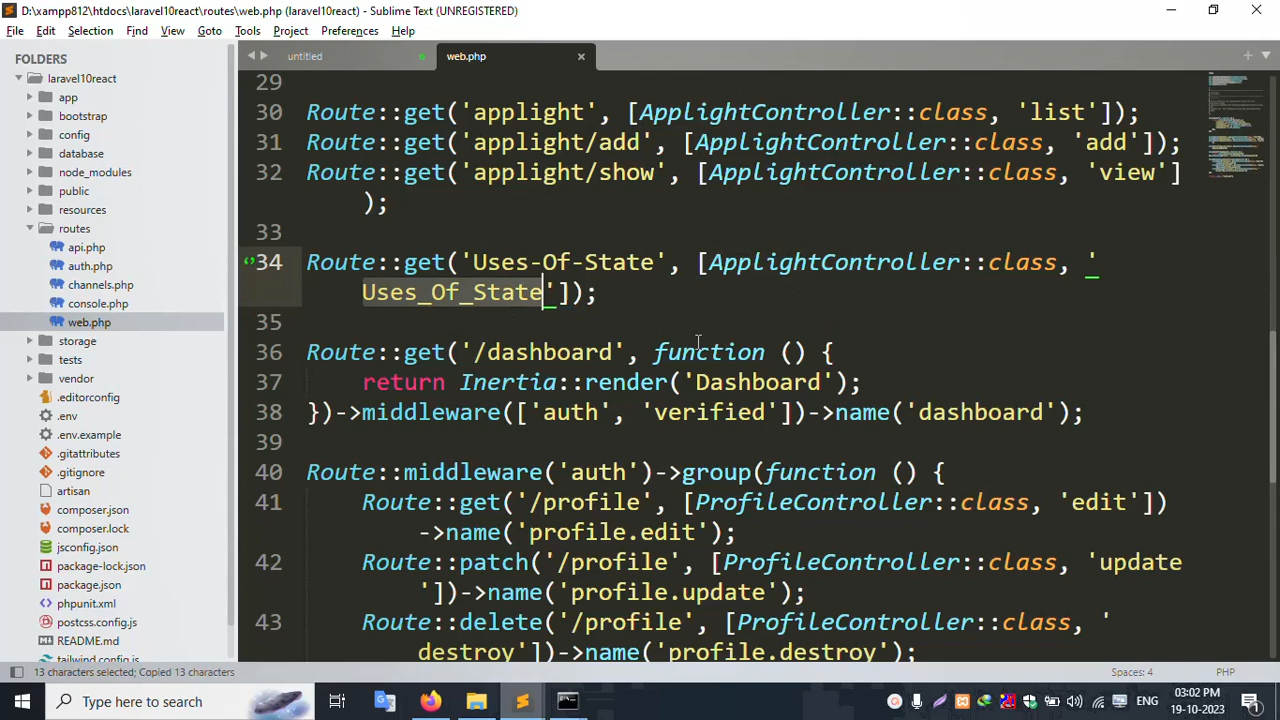 D:\xampp812\htdocs\laravel10react\routes\web.php (laravel10react) - Sublime Text (UNREGISTERED)
File Edit Selection Find View Goto Tools Project Preferences Help
FOLDERS
laravel10react
app
bootstrap
config
database
node_modules
public
resources
routes
api.php
auth.php
channels.php
console.php
web.php
storage
tests
vendor
.editorconfig
.env
.env.example
.gitattributes
.gitignore
artisan
composer.json
composer.lock
jsconfig.json
package-lock.json
package.json
phpunit.xml
postcss.config.js
README.md
tailwind.config.js
untitled web.php
29
30 Route::get('applight', [ApplightController::class, 'list']);
31 Route::get('applight/add', [ApplightController::class, 'add']);
32 Route::get('applight/show', [ApplightController::class, 'view']
);
33
34 Route::get('Uses-Of-State', [ApplightController::class, '
Uses_Of_State']);
35
36 Route::get('/dashboard', function () {
37 return Inertia::render('Dashboard');
38 })->middleware(['auth', 'verified'])->name('dashboard');
39
40 Route::middleware('auth')->group(function () {
41 Route::get('/profile', [ProfileController::class, 'edit'])
->name('profile.edit');
42 Route::patch('/profile', [ProfileController::class, 'update
'])->name('profile.update');
43 Route::delete('/profile', [ProfileController::class, '
destroy'])->name('profile.destroy');
13 characters selected; Copied 13 characters Spaces: 4 PHP
Type here to search
ENG
03:02 PM
19-10-2023